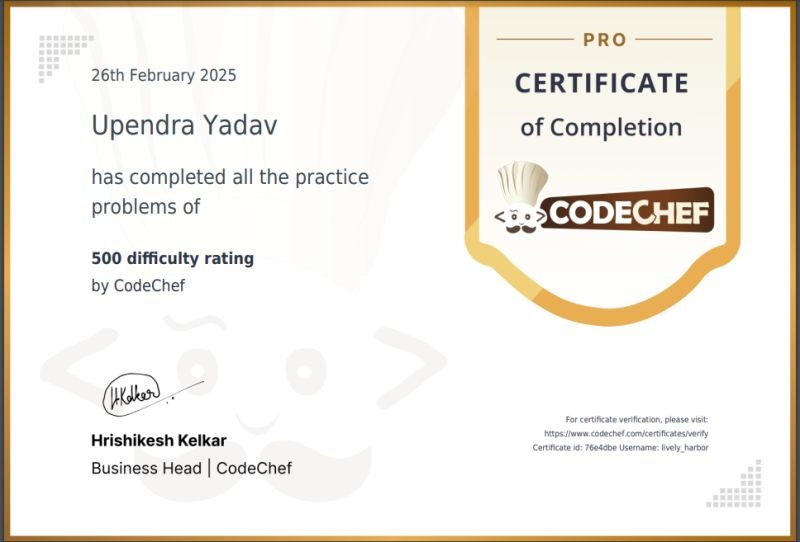 26th February 2025
Upendra Yadav
has completed all the practice
problems of
500 difficulty rating
by CodeChef
HKelkar
Hrishikesh Kelkar
Business Head | CodeChef
PRO
CERTIFICATE
of Completion
CODECHEF
For certificate verification, please visit:
https://www.codechef.com/certificates/verify
Certificate id: 76e4dbe Username: lively_harbor